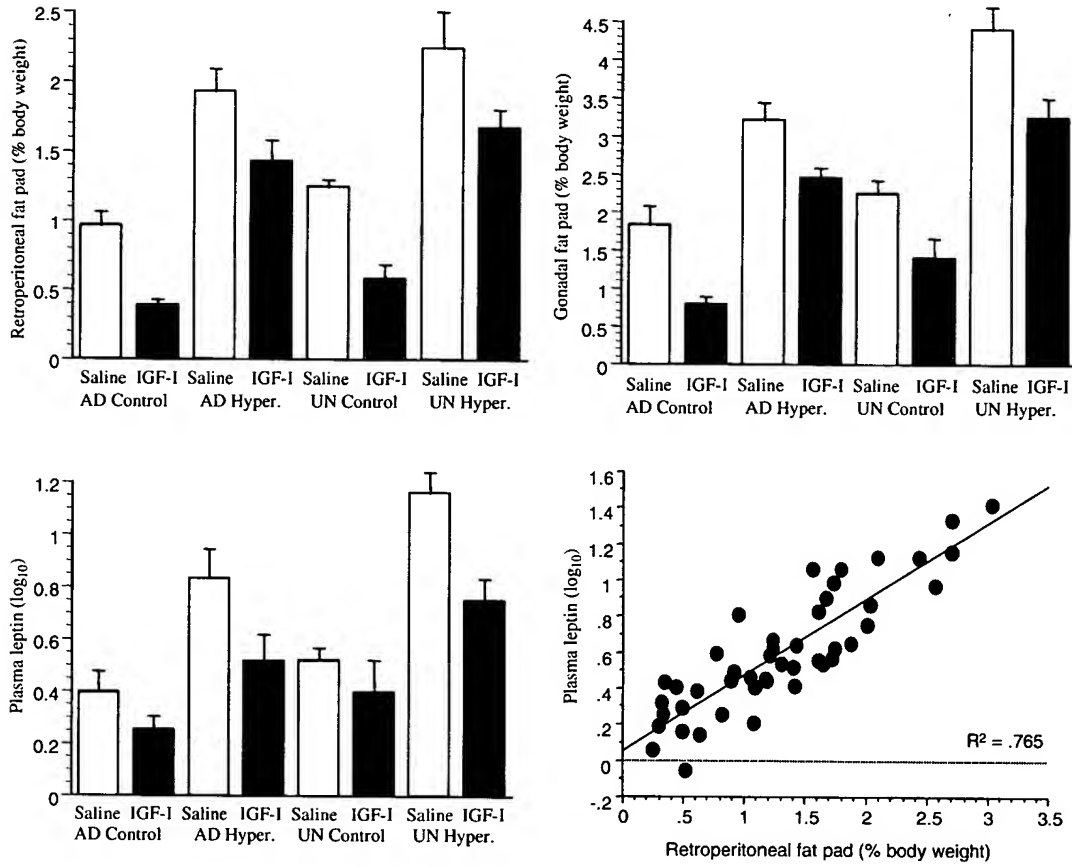 Retroperitoneal fat pad (% body weight)
2.5
2
1.5
1
0.5
0
Saline IGF-I Saline IGF-I Saline IGF-I Saline IGF-I
AD Control AD Hyper. UN Control UN Hyper.
Gonadal fat pad (% body weight)
4.5
4
3.5
3
2.5
2
1.5
1
0.5
0
Saline IGF-I Saline IGF-I Saline IGF-I Saline IGF-I
AD Control AD Hyper. UN Control UN Hyper.
Plasma leptin (log10)
1.2
1
0.8
0.6
0.4
0.2
0
Saline IGF-I Saline IGF-I Saline IGF-I Saline IGF-I
AD Control AD Hyper. UN Control UN Hyper.
Plasma leptin (log10)
1.6
1.4
1.2
1
.8
.6
.4
.2
0
-.2
R2 = .765
0 .5 1 1.5 2 2.5 3 3.5
Retroperitoneal fat pad (% body weight)